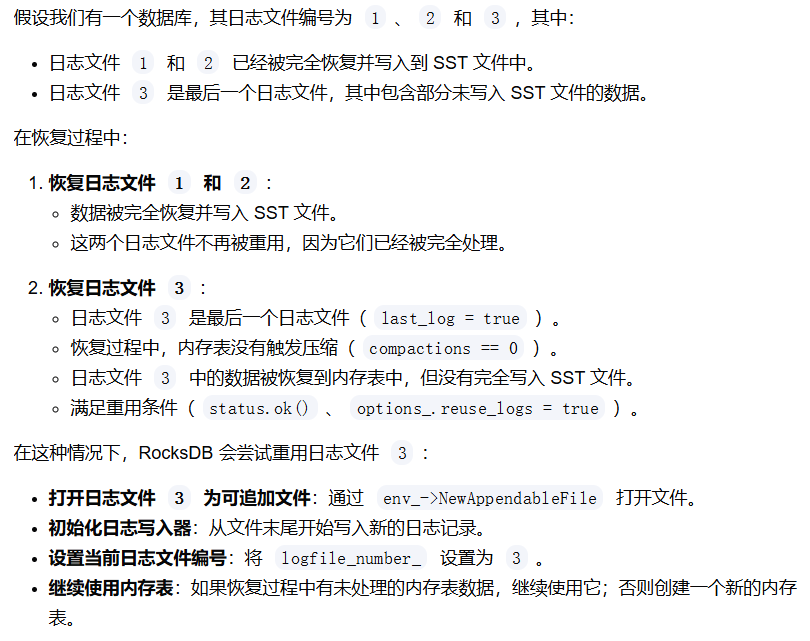 假设我们有一个数据库，其日志文件编号为 1 、 2 和 3 ，其中：
• 日志文件 1 和 2 已经被完全恢复并写入到 SST 文件中。
• 日志文件 3 是最后一个日志文件，其中包含部分未写入 SST 文件的数据。
在恢复过程中：
1. 恢复日志文件 1 和 2 ：
○ 数据被完全恢复并写入 SST 文件。
○ 这两个日志文件不再被重用，因为它们已经被完全处理。
2. 恢复日志文件 3 ：
○ 日志文件 3 是最后一个日志文件（ last_log = true ）。
○ 恢复过程中，内存表没有触发压缩（ compactions == 0 ）。
○ 日志文件 3 中的数据被恢复到内存表中，但没有完全写入 SST 文件。
○ 满足重用条件（ status.ok() 、 options_.reuse_logs = true ）。
在这种情况下，RocksDB 会尝试重用日志文件 3 ：
• 打开日志文件 3 为可追加文件：通过 env_->NewAppendableFile 打开文件。
• 初始化日志写入器：从文件末尾开始写入新的日志记录。
• 设置当前日志文件编号：将 logfile_number_ 设置为 3 。
• 继续使用内存表：如果恢复过程中有未处理的内存表数据，继续使用它；否则创建一个新的内存
表。